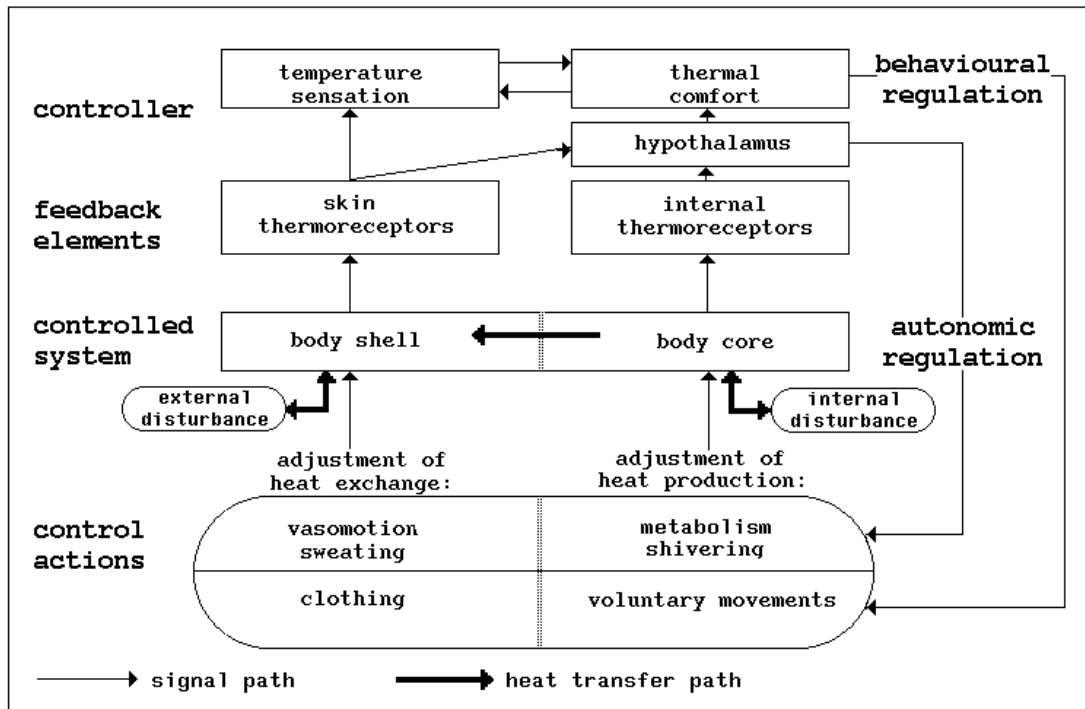 temperature
sensation
thermal
comfort
behavioural
regulation
controller
hypothalamus
feedback
elements
skin
thermoreceptors
internal
thermoreceptors
controlled
system
body shell
body core
autonomic
regulation
external
disturbance
internal
disturbance
adjustment of
heat exchange:
adjustment of
heat production:
control
actions
vasomotion
sweating
metabolism
shivering
clothing
voluntary movements
signal path
heat transfer path